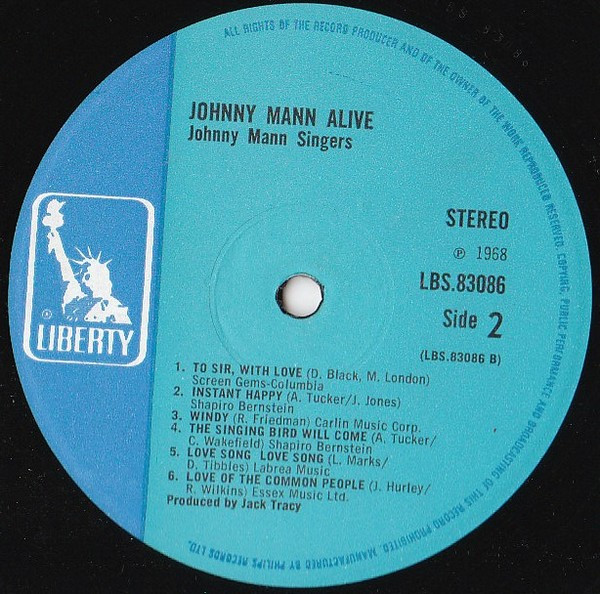 ALL RIGHTS OF THE RECORD PRODUCER AND OF THE OWNER OF THE WORK REPRODUCED RESERVED. COPYING, PUBLIC PERFORMANCE AND BROADCASTING OF THIS RECORD PROHIBITED. MANUFACTURED BY PHILIPS RECORDS LTD.
JOHNNY MANN ALIVE
Johnny Mann Singers
STEREO
℗ 1968
LBS.83086
Side 2
(LBS.83086 B)
®
LIBERTY
1. TO SIR, WITH LOVE (D. Black, M. London)
Screen Gems-Columbia
2. INSTANT HAPPY (A. Tucker/J. Jones)
Shapiro Bernstein
3. WINDY (R. Friedman) Carlin Music Corp.
4. THE SINGING BIRD WILL COME (A. Tucker/
C. Wakefield) Shapiro Bernstein
5. LOVE SONG LOVE SONG (L. Marks/
D. Tibbles) Labrea Music
6. LOVE OF THE COMMON PEOPLE (J. Hurley/
R. Wilkins) Essex Music Ltd.
Produced by Jack Tracy